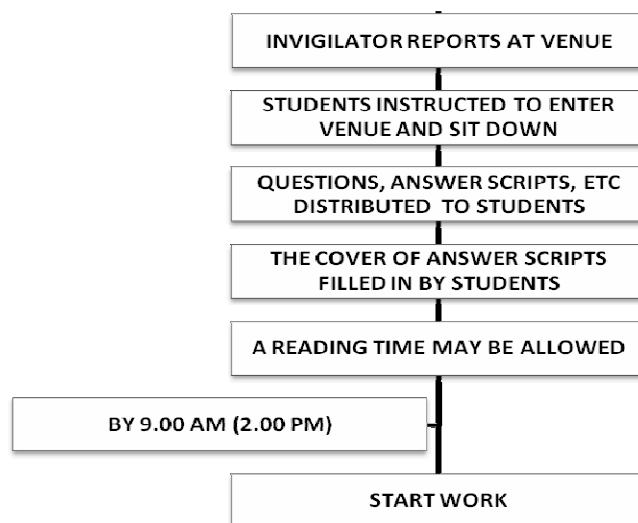 INVIGILATOR REPORTS AT VENUE
STUDENTS INSTRUCTED TO ENTER
VENUE AND SIT DOWN
QUESTIONS, ANSWER SCRIPTS, ETC
DISTRIBUTED TO STUDENTS
THE COVER OF ANSWER SCRIPTS
FILLED IN BY STUDENTS
A READING TIME MAY BE ALLOWED
BY 9.00 AM (2.00 PM)
START WORK